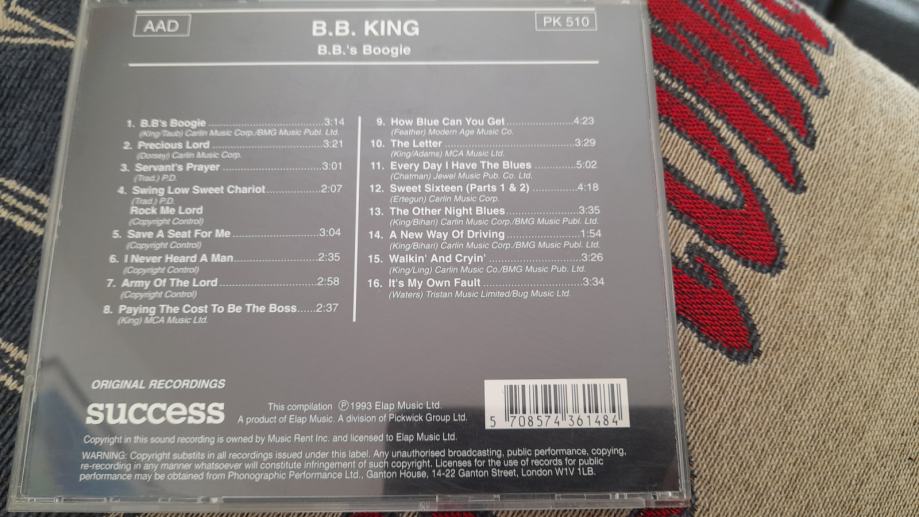 AAD
B.B. KING
PK 510
B.B.'s Boogie
1. B.B's Boogie 3:14
(King/Taub) Carlin Music Corp./BMG Music Publ. Ltd.
2. Precious Lord 3:21
(Dorsey) Carlin Music Corp.
3. Servant's Prayer 3:01
(Trad.) P.D.
4. Swing Low Sweet Chariot 2:07
(Trad.) P.D.
Rock Me Lord
(Copyright Control)
5. Save A Seat For Me 3:04
(Copyright Control)
6. I Never Heard A Man 2:35
(Copyright Control)
7. Army Of The Lord 2:58
(Copyright Control)
8. Paying The Cost To Be The Boss 2:37
(King) MCA Music Ltd.
9. How Blue Can You Get 4:23
(Feather) Modern Age Music Co.
10. The Letter 3:29
(King/Adams) MCA Music Ltd.
11. Every Day I Have The Blues 5:02
(Chatman) Jewel Music Pub. Co. Ltd.
12. Sweet Sixteen (Parts 1 & 2) 4:18
(Ertegun) Carlin Music Corp.
13. The Other Night Blues 3:35
(King/Bihari) Carlin Music Corp./BMG Music Publ. Ltd.
14. A New Way Of Driving 1:54
(King/Bihari) Carlin Music Corp./BMG Music Publ. Ltd.
15. Walkin' And Cryin' 3:26
(King/Ling) Carlin Music Co./BMG Music Pub. Ltd.
16. It's My Own Fault 3:34
(Waters) Tristan Music Limited/Bug Music Ltd.
ORIGINAL RECORDINGS
success
This compilation ℗ 1993 Elap Music Ltd.
A product of Elap Music. A division of Pickwick Group Ltd.
5 708574 361484
Copyright in this sound recording is owned by Music Rent Inc. and licensed to Elap Music Ltd.
WARNING: Copyright substits in all recordings issued under this label. Any unauthorised broadcasting, public performance, copying,
re-recording in any manner whatsoever will constitute infringement of such copyright. Licenses for the use of records for public
performance may be obtained from Phonographic Performance Ltd., Ganton House, 14-22 Ganton Street, London W1V 1LB.